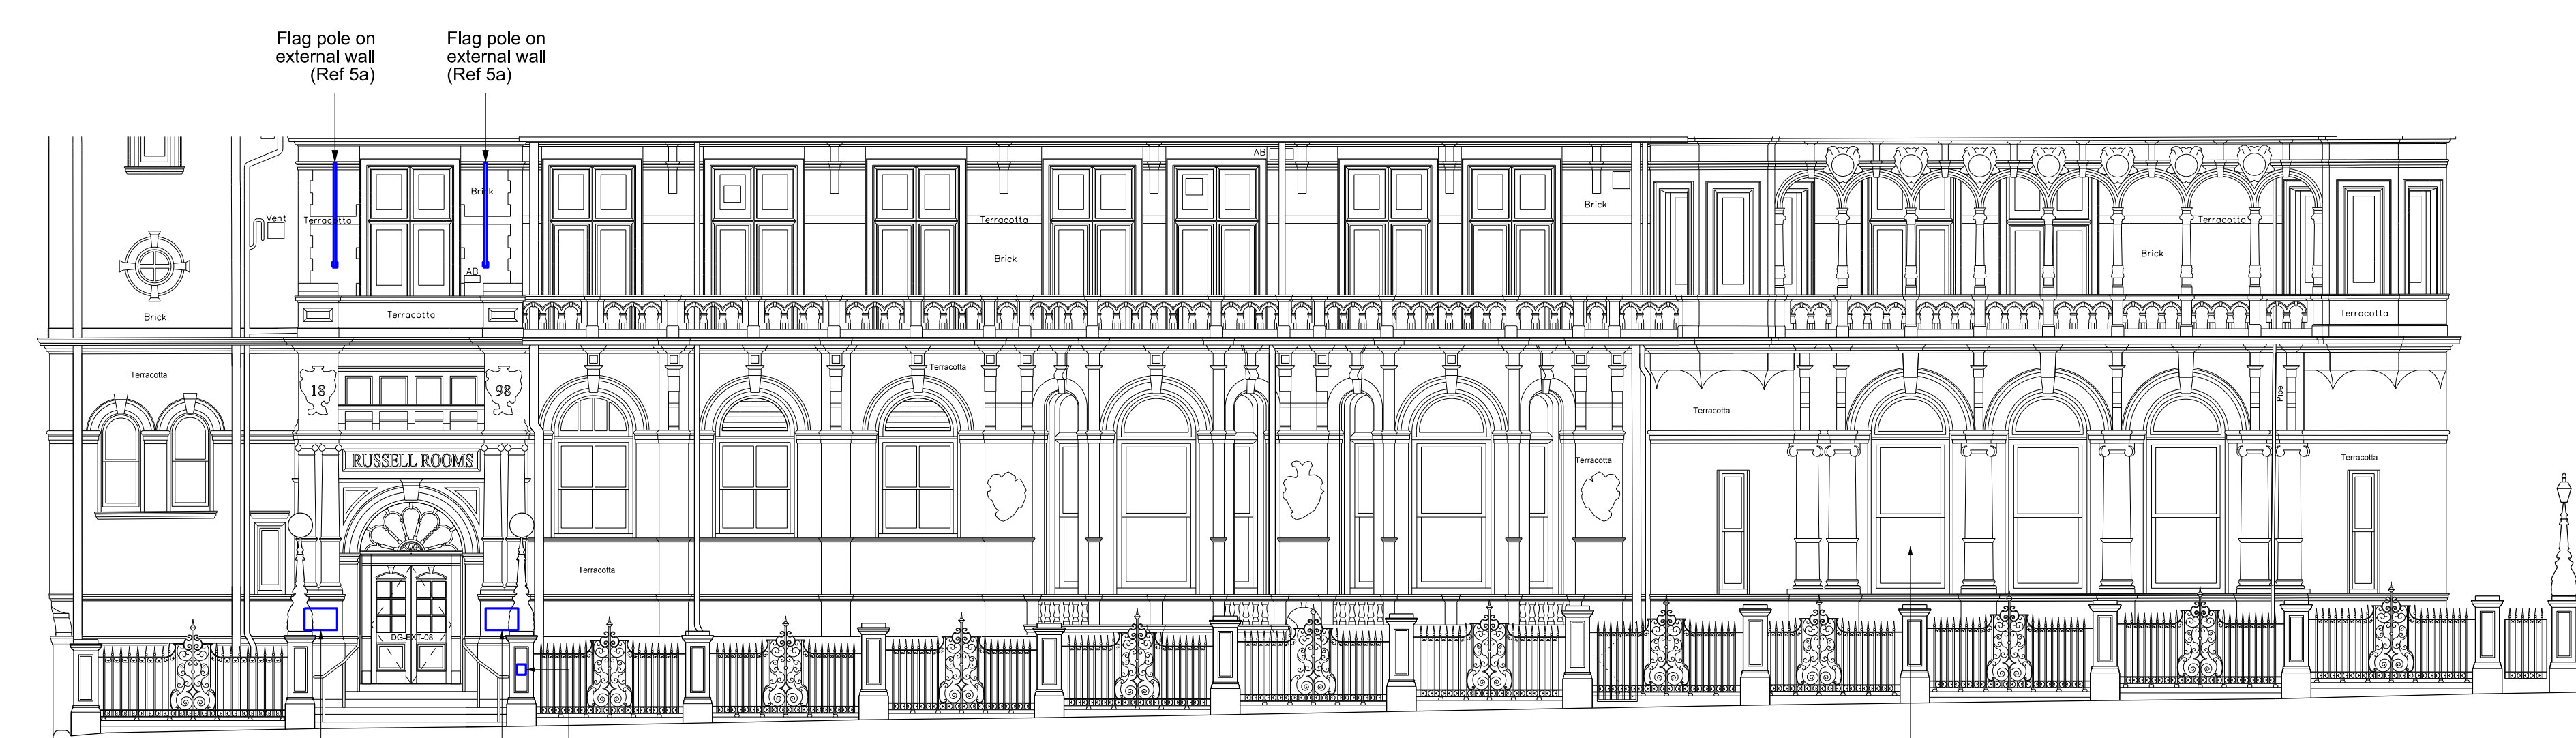 Flag pole on
external wall
(Ref 5a)
Flag pole on
external wall
(Ref 5a)
AB
Brick
Vent
Terracotta
Terracotta
Brick
Terracotta
Brick
Brick
AB
Brick
Terracotta
Terracotta
Terracotta
Terracotta
18
98
Pipe
Terracotta
RUSSELL ROOMS
Terracotta
Terracotta
Terracotta
DG-EXT-08